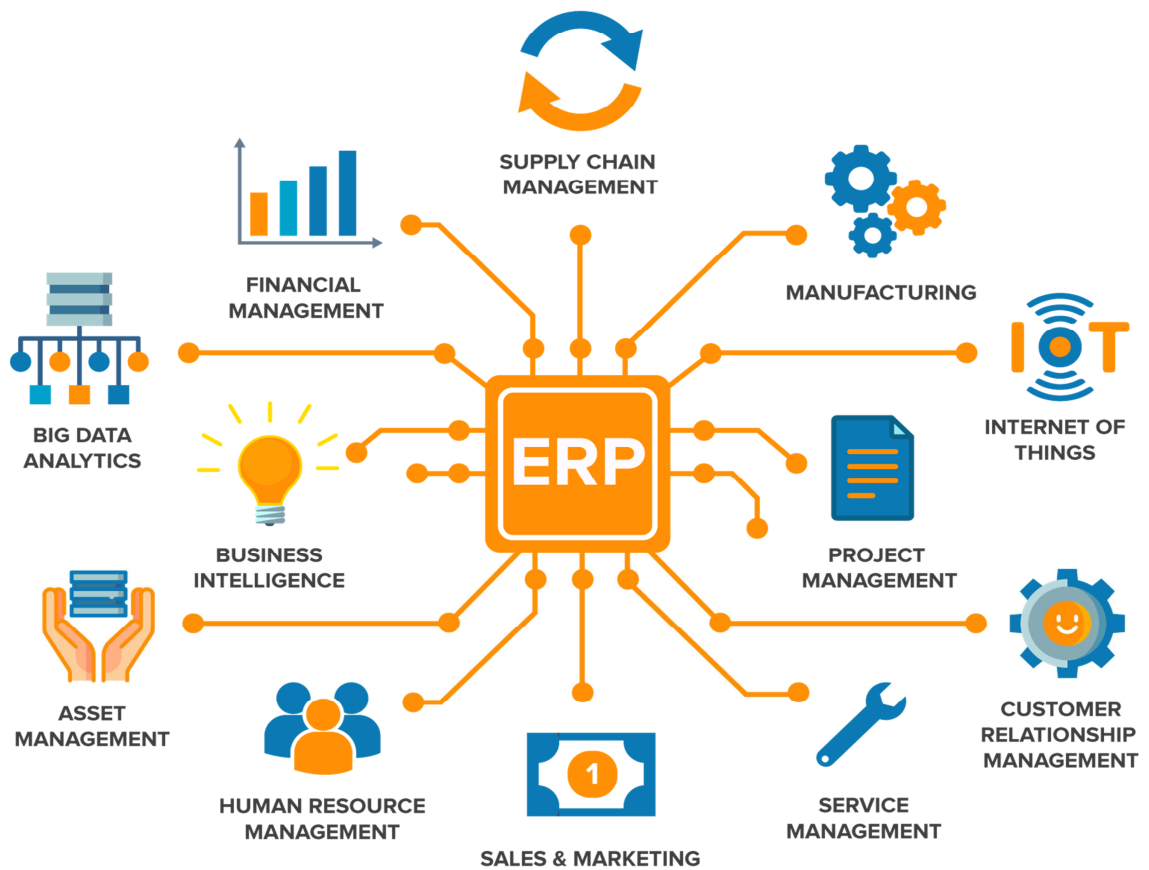 SUPPLY CHAIN
MANAGEMENT
FINANCIAL
MANAGEMENT
MANUFACTURING
IOT
BIG DATA
ANALYTICS
INTERNET OF
THINGS
ERP
BUSINESS
INTELLIGENCE
PROJECT
MANAGEMENT
ASSET
MANAGEMENT
CUSTOMER
RELATIONSHIP
MANAGEMENT
HUMAN RESOURCE
MANAGEMENT
1
SERVICE
MANAGEMENT
SALES & MARKETING